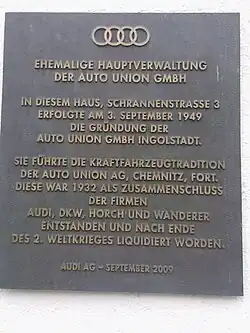 EHEMALIGE HAUPTVERWALTUNG
DER AUTO UNION GMBH
IN DIESEM HAUS, SCHRANNENSTRASSE 3
ERFOLGTE AM 3. SEPTEMBER 1949
DIE GRÜNDUNG DER
AUTO UNION GMBH INGOLSTADT.
SIE FÜHRTE DIE KRAFTFAHRZEUGTRADITION
DER AUTO UNION AG, CHEMNITZ, FORT.
DIESE WAR 1932 ALS ZUSAMMENSCHLUSS
DER FIRMEN
AUDI, DKW, HORCH UND WANDERER
ENTSTANDEN UND NACH ENDE
DES 2. WELTKRIEGES LIQUIDIERT WORDEN.
AUDI AG – SEPTEMBER 2009